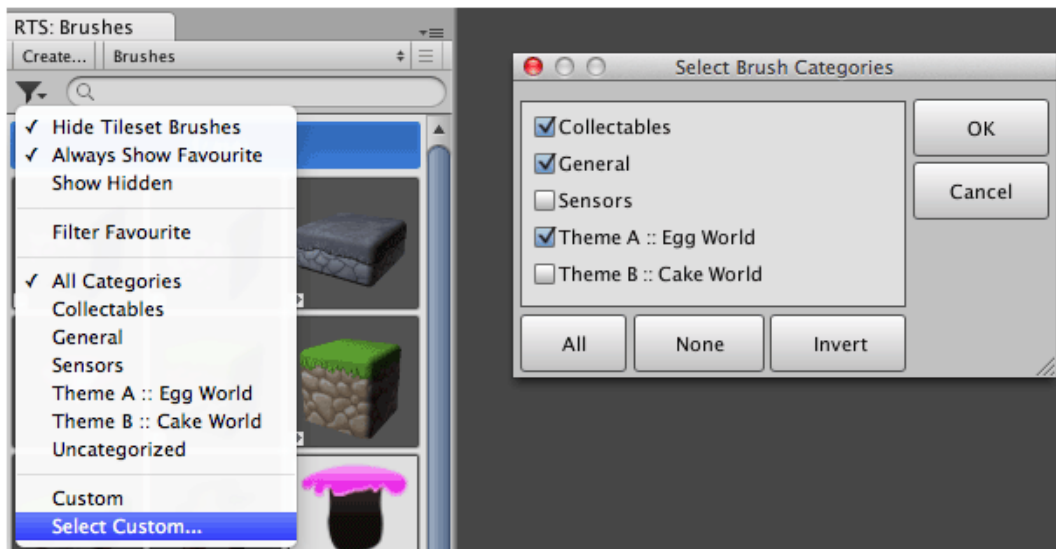 RTS: Brushes
Create... Brushes
Hide Tileset Brushes
Always Show Favourite
Show Hidden
Filter Favourite
All Categories
Collectables
General
Sensors
Theme A :: Egg World
Theme B :: Cake World
Uncategorized
Custom
Select Custom...
Select Brush Categories
Collectables
General
Sensors
Theme A :: Egg World
Theme B :: Cake World
OK
Cancel
All None Invert